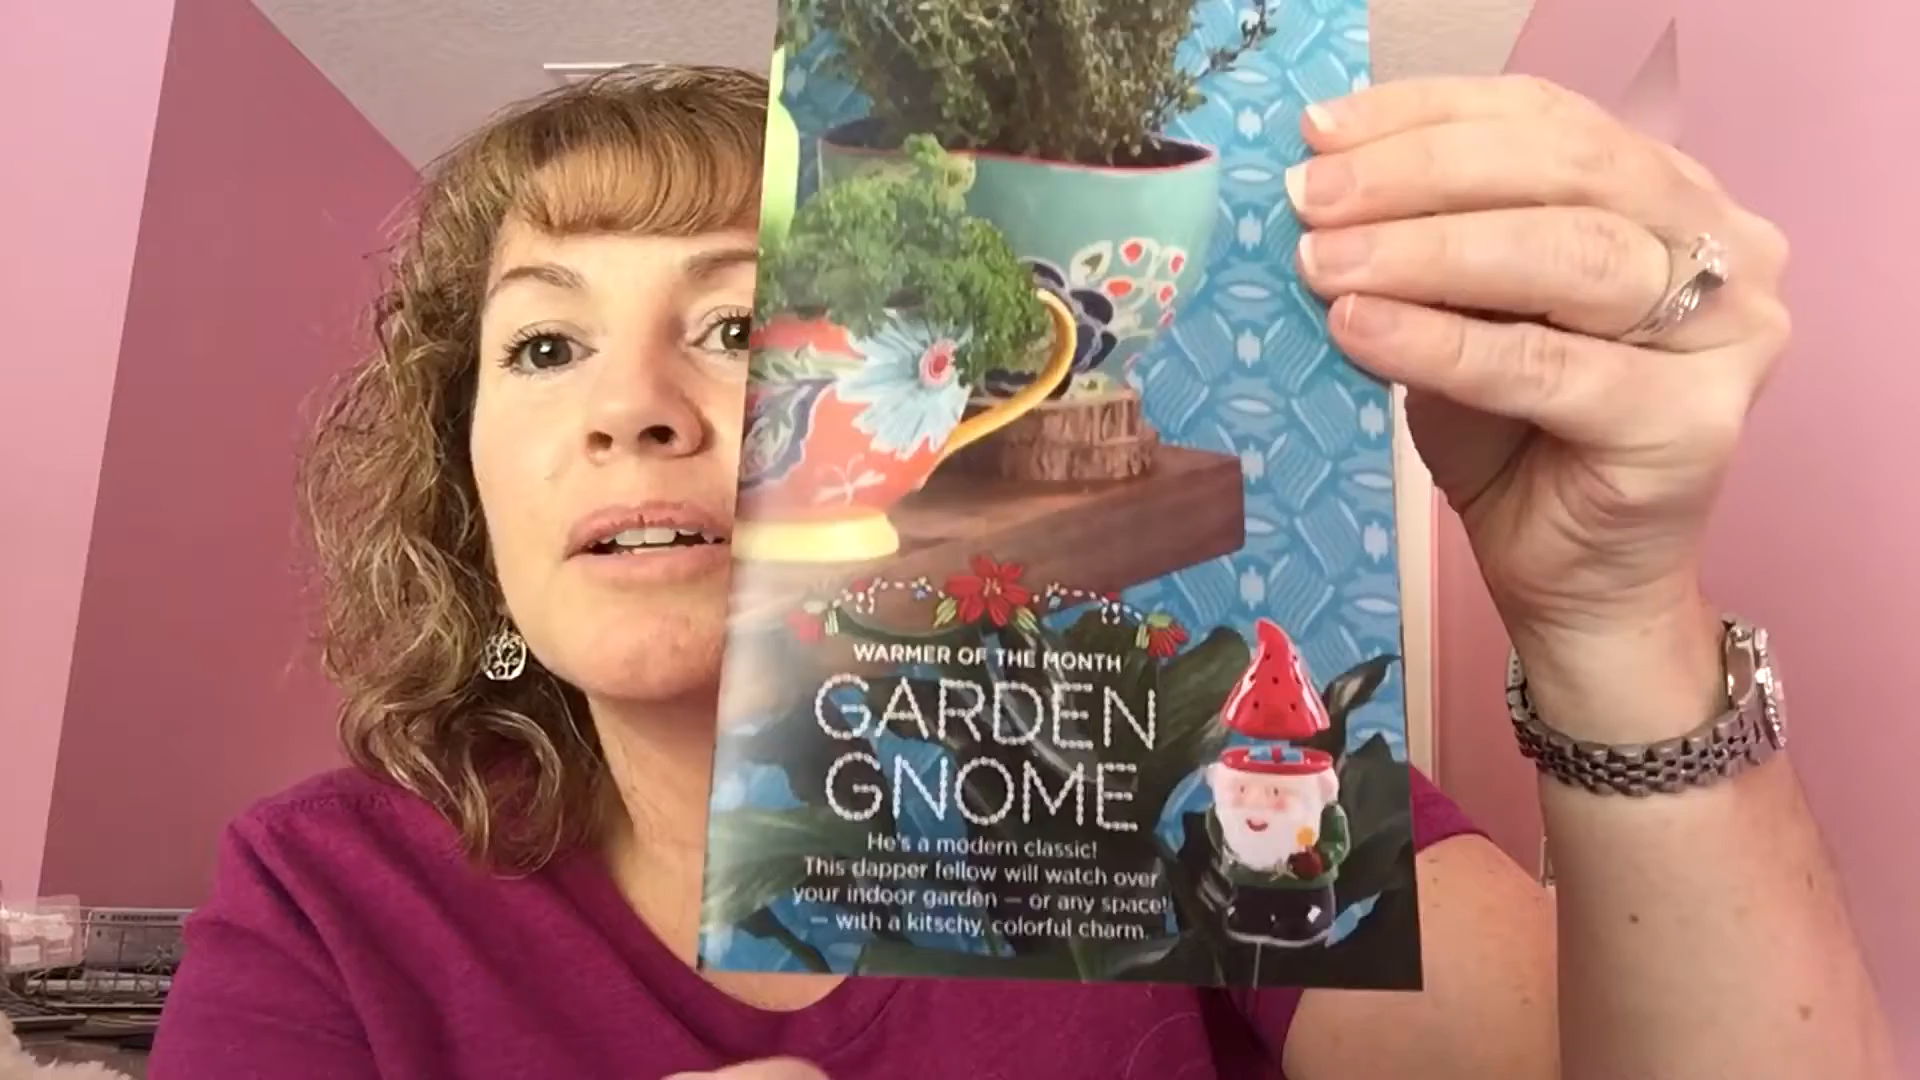 WARMER OF THE MONTH
GARDEN
GNOME
He's a modern classic!
This dapper fellow will watch over
your indoor garden — or any space!
— with a kitschy, colorful charm.